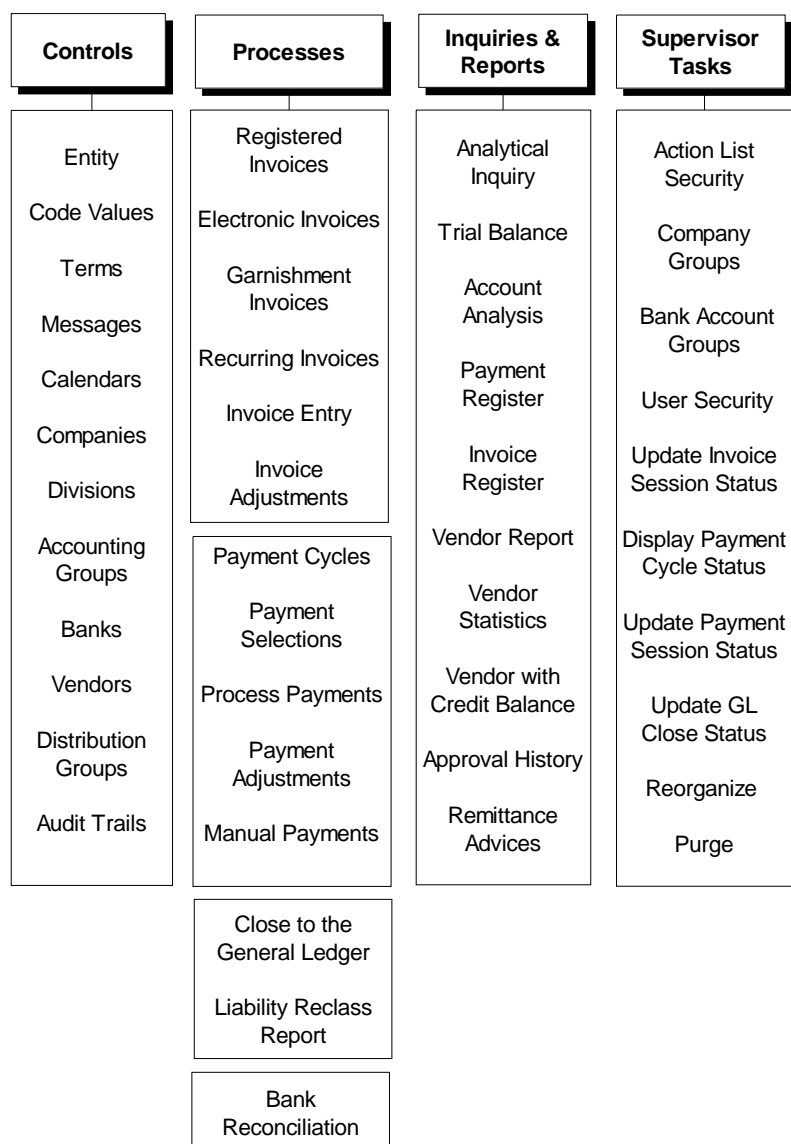 Controls
Entity
Code Values
Terms
Messages
Calendars
Companies
Divisions
Accounting
Groups
Banks
Vendors
Distribution
Groups
Audit Trails
Processes
Registered
Invoices
Electronic Invoices
Garnishment
Invoices
Recurring Invoices
Invoice Entry
Invoice
Adjustments
Payment Cycles
Payment
Selections
Process Payments
Payment
Adjustments
Manual Payments
Close to the
General Ledger
Liability Reclass
Report
Bank
Reconciliation
Inquiries &
Reports
Analytical
Inquiry
Trial Balance
Account
Analysis
Payment
Register
Invoice
Register
Vendor Report
Vendor
Statistics
Vendor with
Credit Balance
Approval History
Remittance
Advices
Supervisor
Tasks
Action List
Security
Company
Groups
Bank Account
Groups
User Security
Update Invoice
Session Status
Display Payment
Cycle Status
Update Payment
Session Status
Update GL
Close Status
Reorganize
Purge